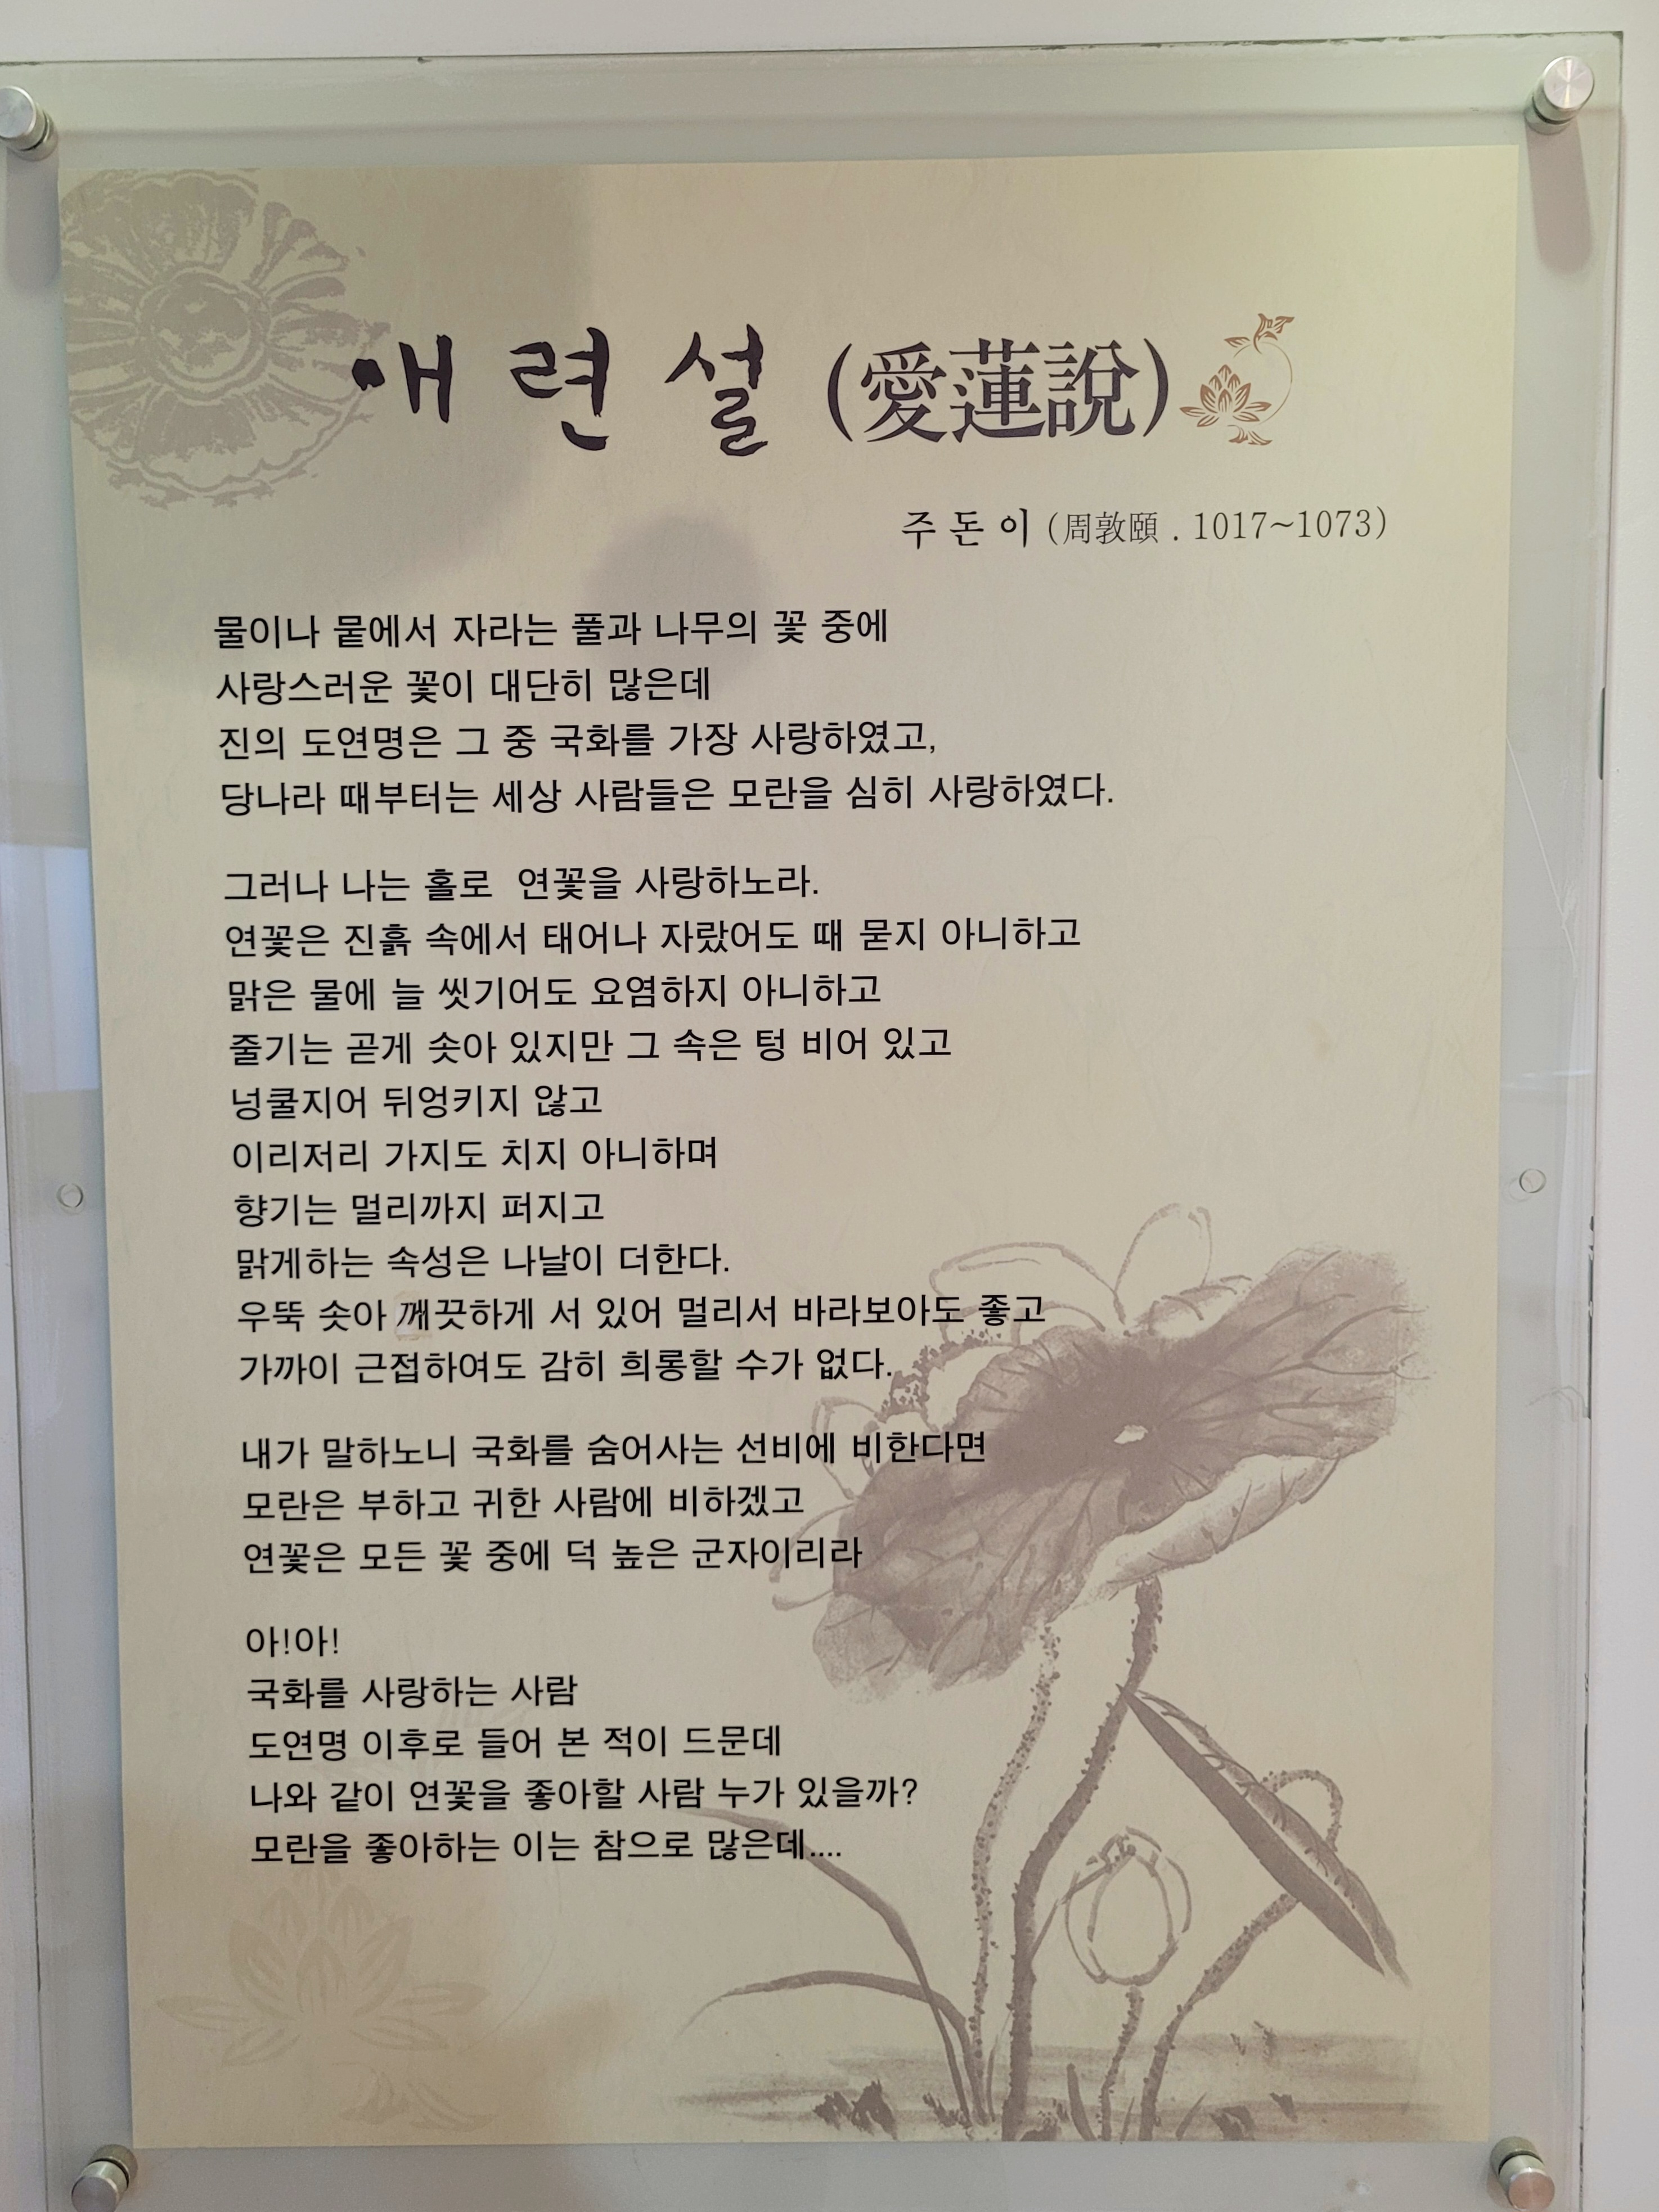 애련설 (愛蓮說)
주돈이 (周敦頤 . 1017~1073)
물이나 뭍에서 자라는 풀과 나무의 꽃 중에
사랑스러운 꽃이 대단히 많은데
진의 도연명은 그 중 국화를 가장 사랑하였고,
당나라 때부터는 세상 사람들은 모란을 심히 사랑하였다.
그러나 나는 홀로 연꽃을 사랑하노라.
연꽃은 진흙 속에서 태어나 자랐어도 때 묻지 아니하고
맑은 물에 늘 씻기어도 요염하지 아니하고
줄기는 곧게 솟아 있지만 그 속은 텅 비어 있고
넝쿨지어 뒤엉키지 않고
이리저리 가지도 치지 아니하며
향기는 멀리까지 퍼지고
맑게하는 속성은 나날이 더한다.
우뚝 솟아 깨끗하게 서 있어 멀리서 바라보아도 좋고
가까이 근접하여도 감히 희롱할 수가 없다.
내가 말하노니 국화를 숨어사는 선비에 비한다면
모란은 부하고 귀한 사람에 비하겠고
연꽃은 모든 꽃 중에 덕 높은 군자이리라
아!아!
국화를 사랑하는 사람
도연명 이후로 들어 본 적이 드문데
나와 같이 연꽃을 좋아할 사람 누가 있을까?
모란을 좋아하는 이는 참으로 많은데....